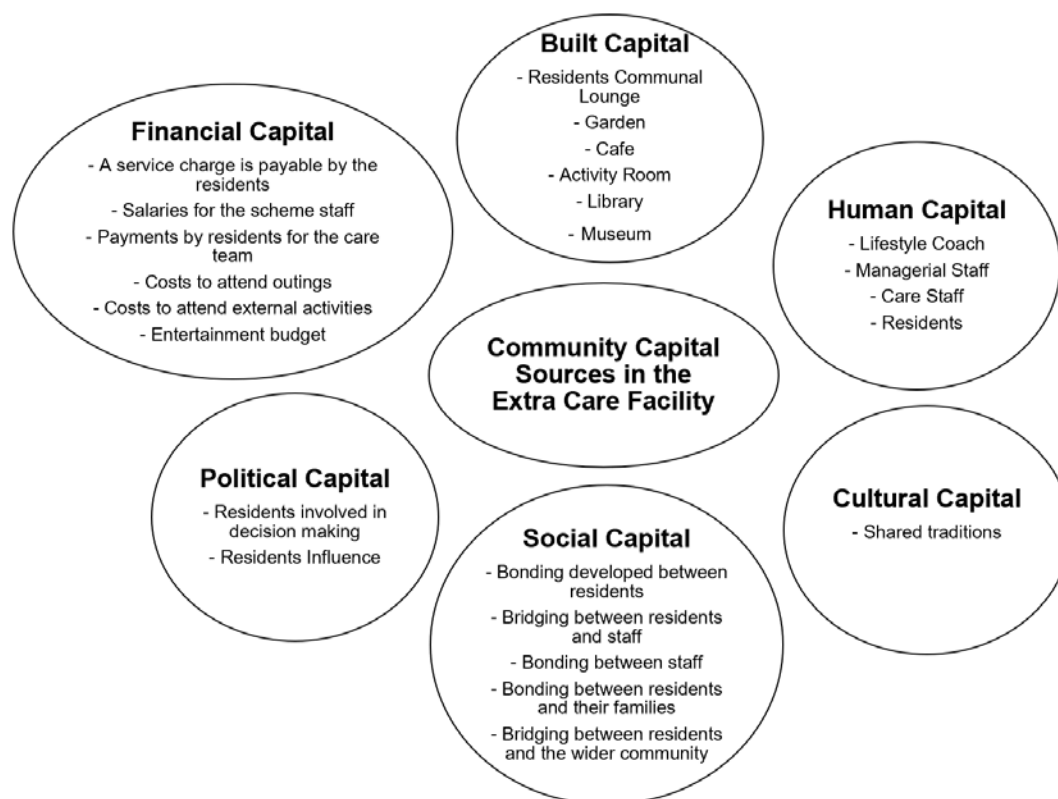 Built Capital
- Residents Communal
Lounge
- Garden
- Cafe
- Activity Room
- Library
- Museum
Financial Capital
- A service charge is payable by the
residents
- Salaries for the scheme staff
- Payments by residents for the care
team
- Costs to attend outings
- Costs to attend external activities
- Entertainment budget
Human Capital
- Lifestyle Coach
- Managerial Staff
- Care Staff
- Residents
Community Capital
Sources in the
Extra Care Facility
Political Capital
- Residents involved in
decision making
- Residents Influence
Social Capital
- Bonding developed between
residents
- Bridging between residents
and staff
- Bonding between staff
- Bonding between residents
and their families
- Bridging between residents
and the wider community
Cultural Capital
- Shared traditions